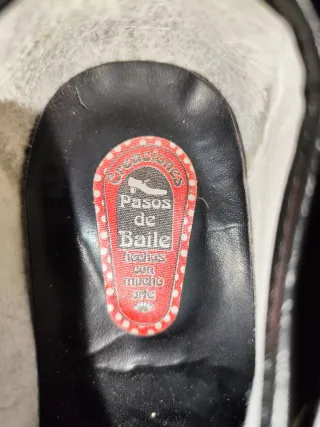 Creaciones
Pasos
de
Baile
hechos
con
mucho
arte